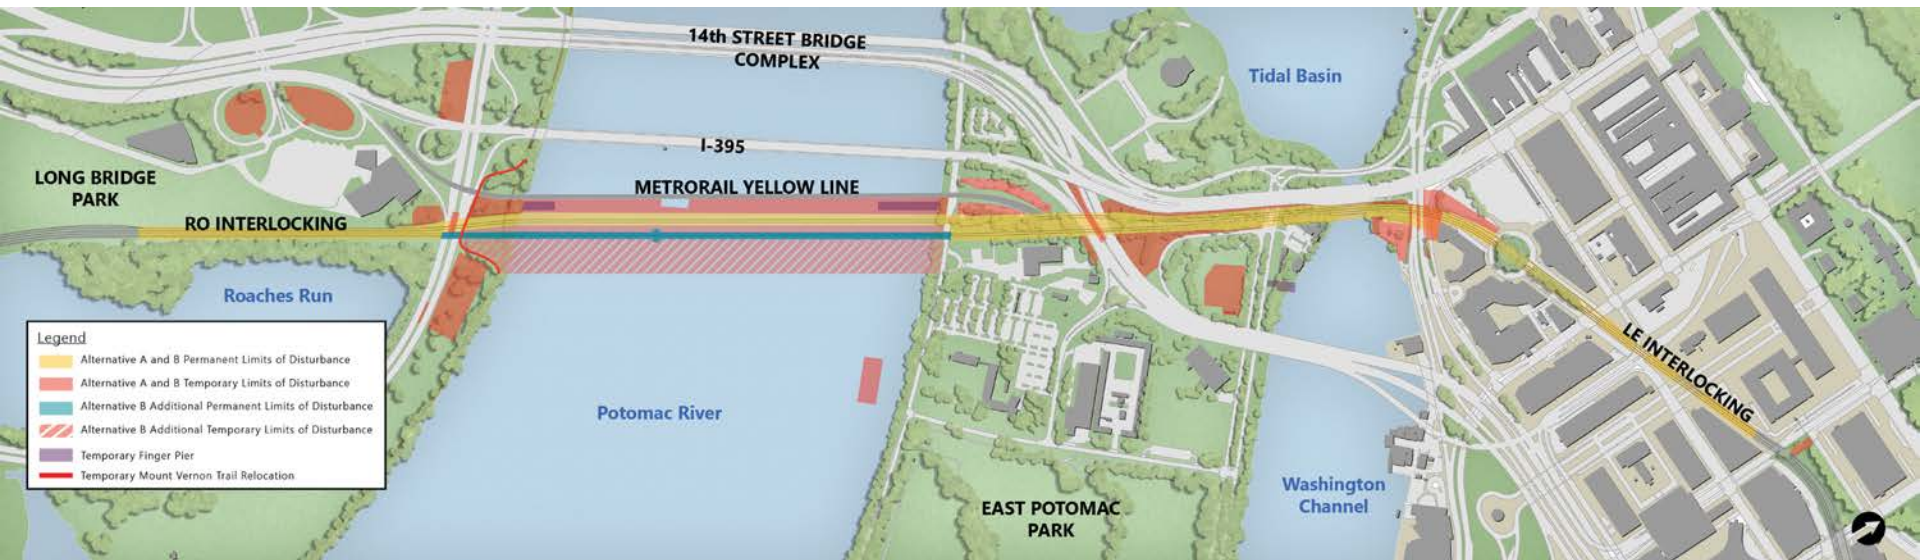 14th STREET BRIDGE
COMPLEX
Tidal Basin
I-395
LONG BRIDGE
PARK
METRORAIL YELLOW LINE
RO INTERLOCKING
Roaches Run
Legend
Alternative A and B Permanent Limits of Disturbance
Alternative A and B Temporary Limits of Disturbance
Alternative B Additional Permanent Limits of Disturbance
Alternative B Additional Temporary Limits of Disturbance
Temporary Finger Pier
Temporary Mount Vernon Trail Relocation
Potomac River
LE INTERLOCKING
EAST POTOMAC
PARK
Washington
Channel